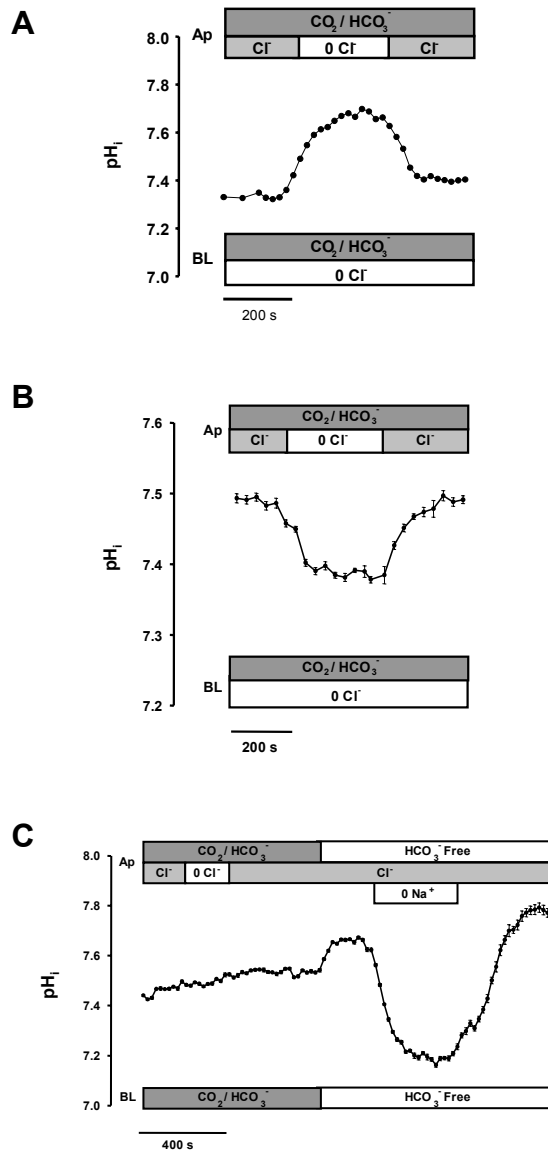 A
CO₂/ HCO₃⁻
Ap
Cl⁻ 0 Cl⁻ Cl⁻
8.0
7.8
7.6
7.4
7.2
7.0
pHᵢ
BL
CO₂/ HCO₃⁻
0 Cl⁻
200 s
B
CO₂/ HCO₃⁻
Ap
Cl⁻ 0 Cl⁻ Cl⁻
7.6
7.5
7.4
7.3
7.2
pHᵢ
BL
CO₂/ HCO₃⁻
0 Cl⁻
200 s
C
CO₂/ HCO₃⁻ HCO₃⁻ Free
Ap
Cl⁻ 0 Cl⁻ Cl⁻
0 Na⁺
8.0
7.8
7.6
7.4
7.2
7.0
pHᵢ
BL
CO₂/ HCO₃⁻ HCO₃⁻ Free
400 s